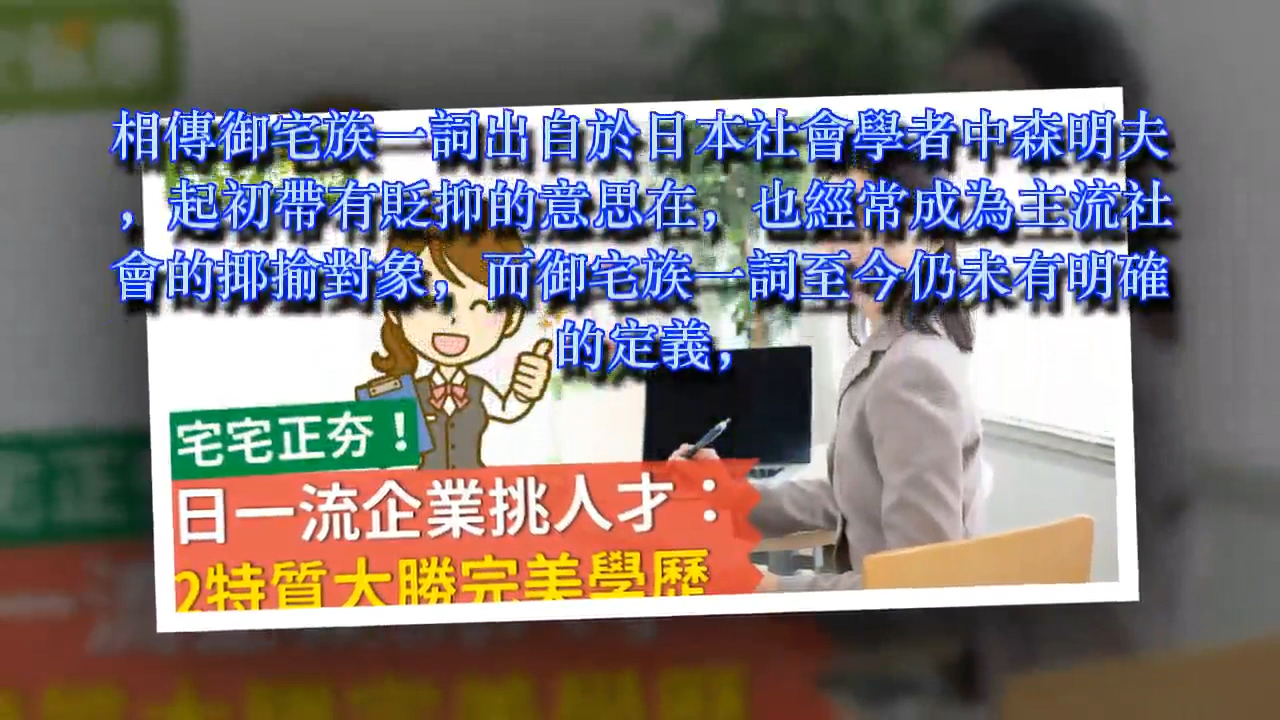 相傳御宅族一詞出自於日本社會學者中森明夫
，起初帶有貶抑的意思在，也經常成為主流社
會的揶揄對象，而御宅族一詞至今仍未有明確
的定義，
宅宅正夯！
日一流企業挑人才：
2特質大勝完美學歷